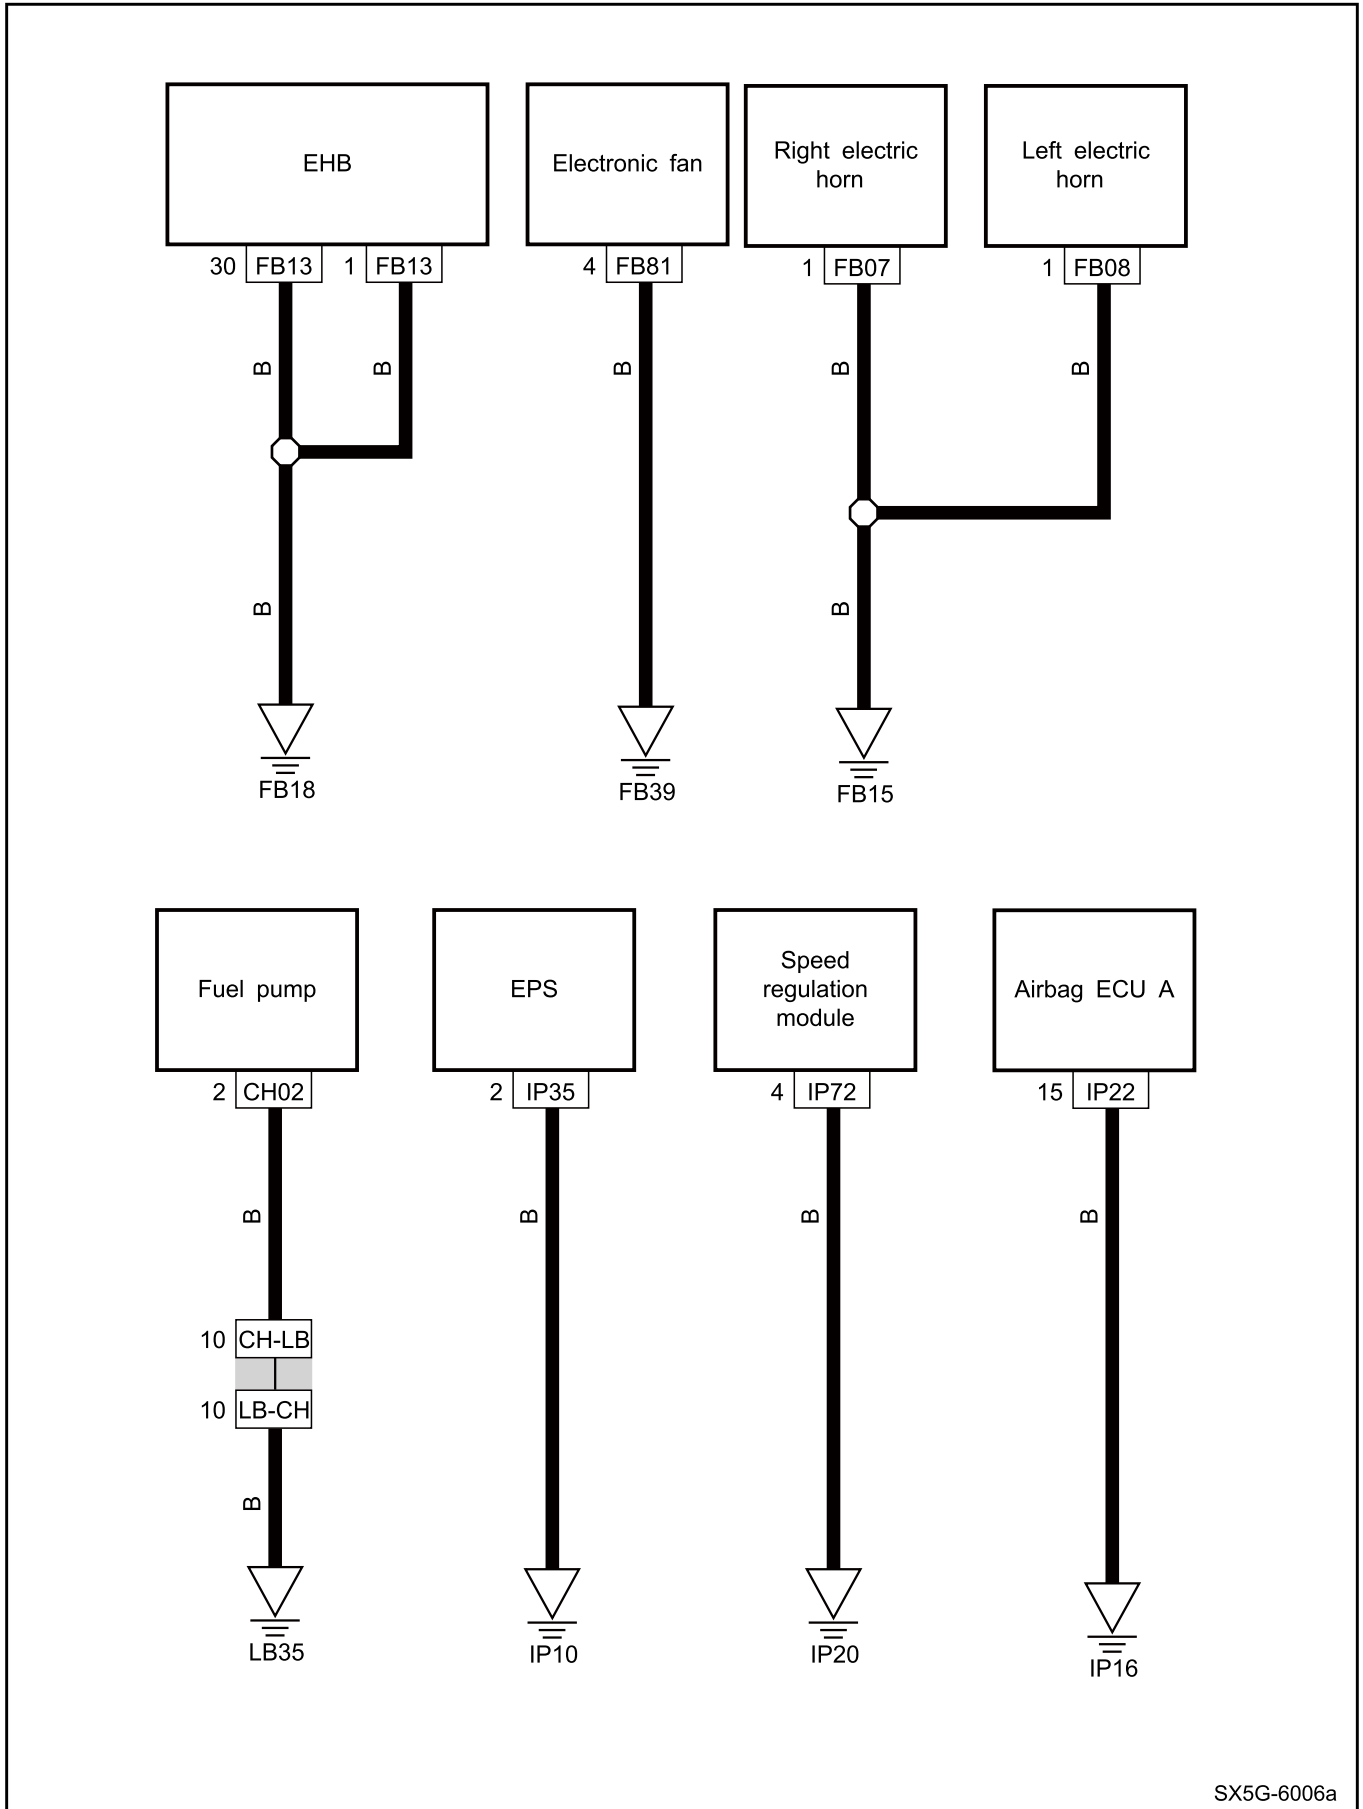 EHB
Electronic fan
Right electric
horn
Left electric
horn
30 FB13 1 FB13
4 FB81
1 FB07
1 FB08
B
B
B
B
B
B
B
FB18
FB39
FB15
Fuel pump
EPS
Speed
regulation
module
Airbag ECU A
2 CH02
2 IP35
4 IP72
15 IP22
B
B
B
B
10 CH-LB
10 LB-CH
B
LB35
IP10
IP20
IP16
SX5G-6006a